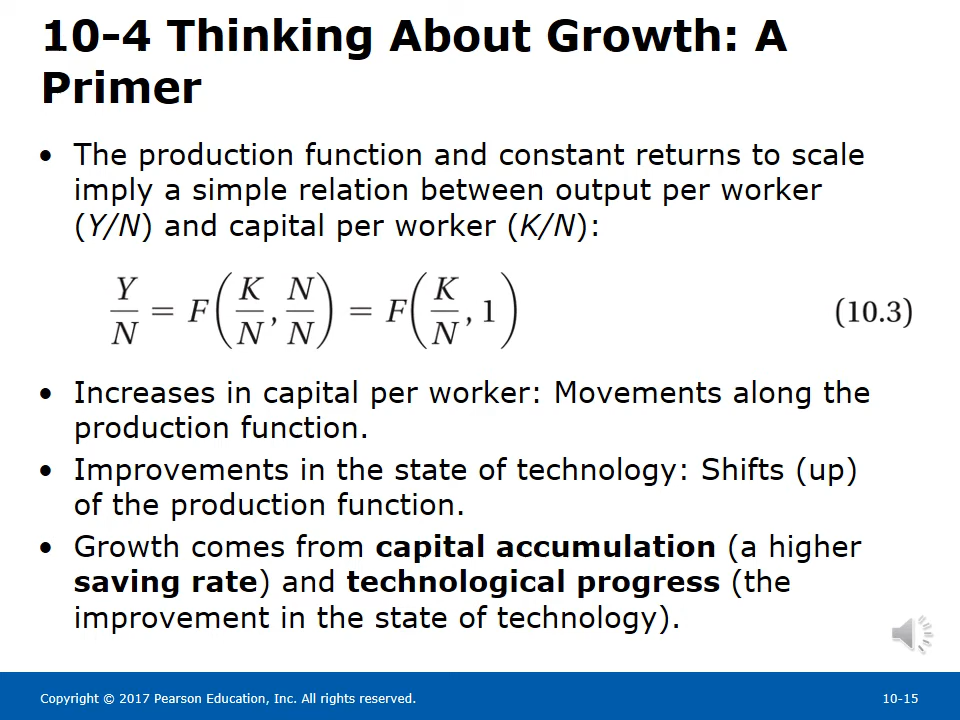 10-4 Thinking About Growth: A
Primer
• The production function and constant returns to scale
imply a simple relation between output per worker
(Y/N) and capital per worker (K/N):
Y/N = F(K/N, N/N) = F(K/N, 1) (10.3)
• Increases in capital per worker: Movements along the
production function.
• Improvements in the state of technology: Shifts (up)
of the production function.
• Growth comes from capital accumulation (a higher
saving rate) and technological progress (the
improvement in the state of technology).
Copyright © 2017 Pearson Education, Inc. All rights reserved. 10-15